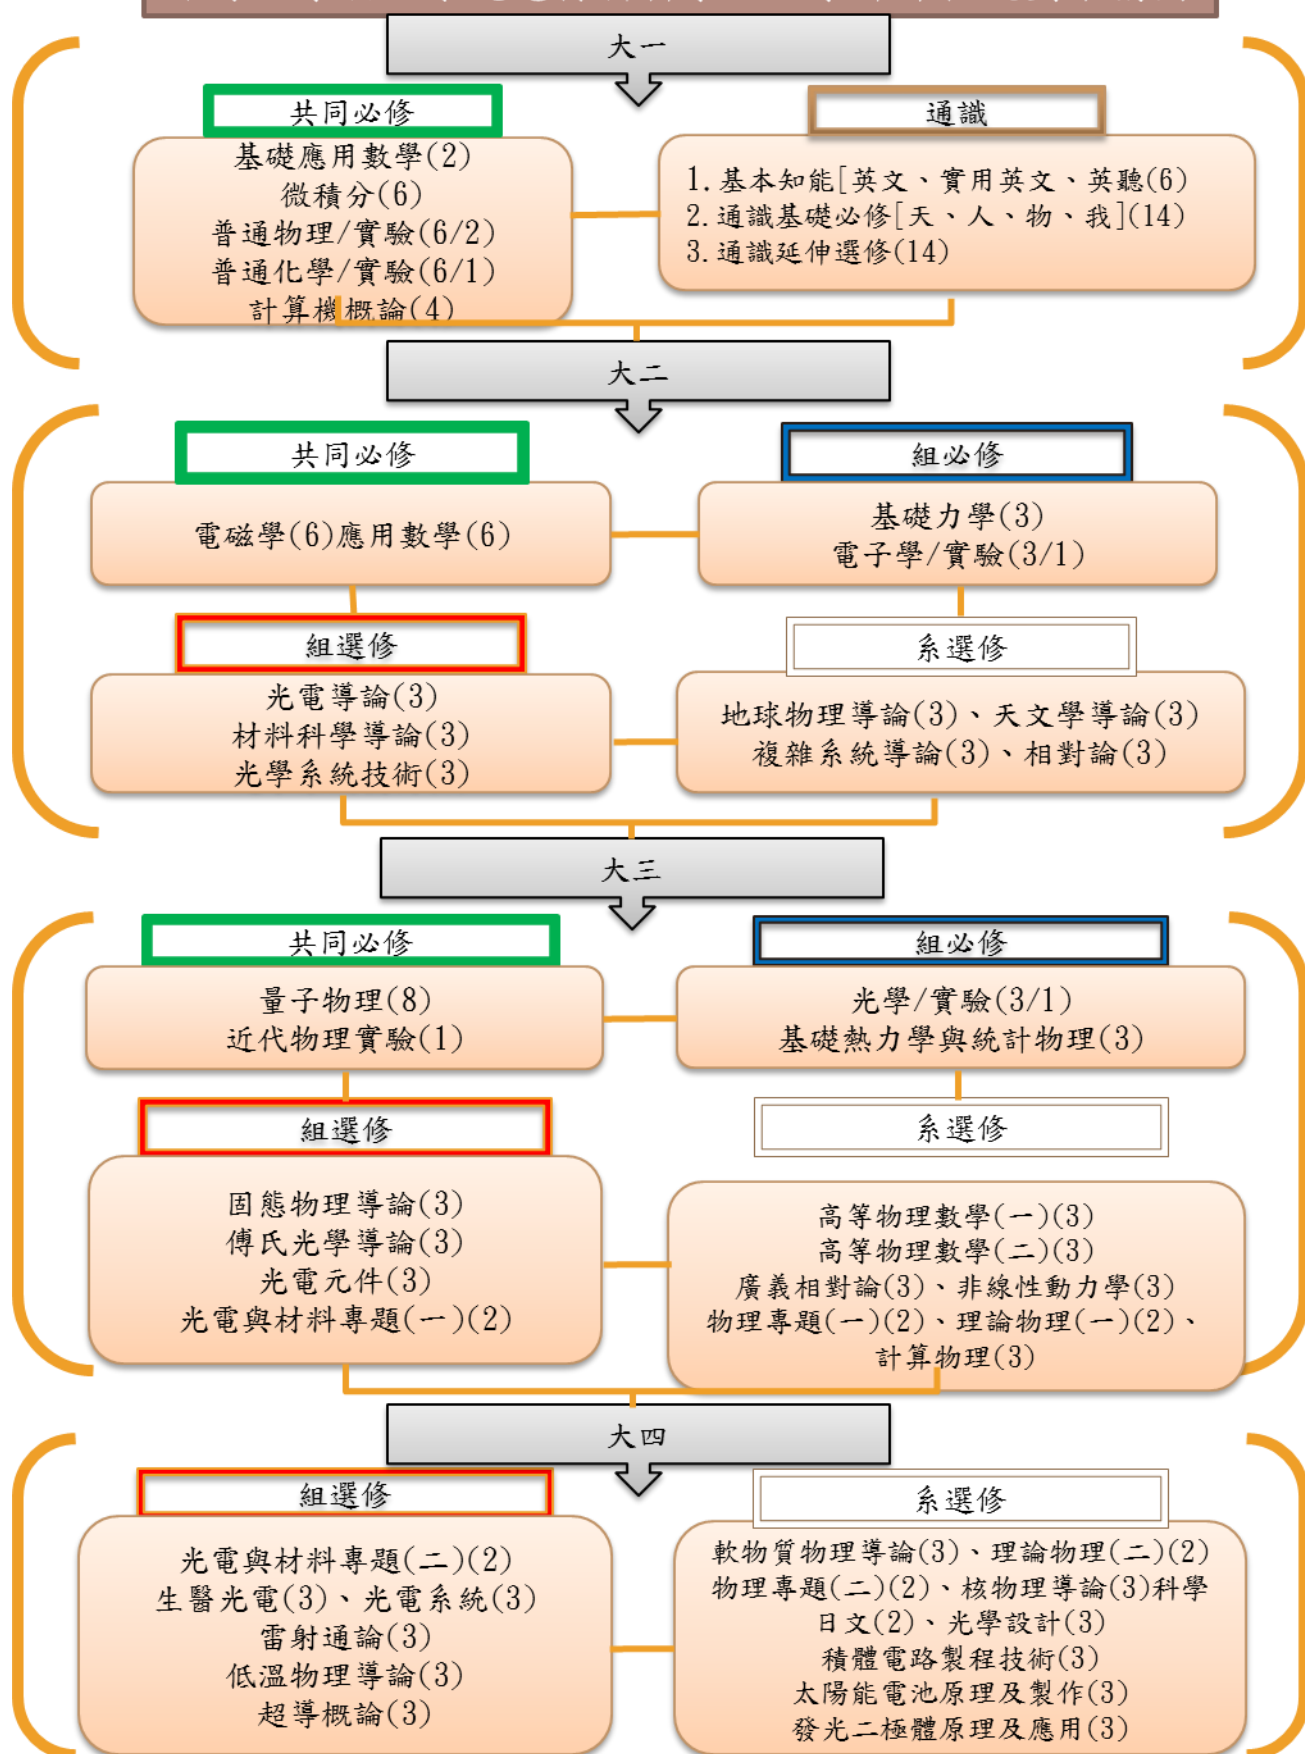 大一
共同必修
基礎應用數學(2)
微積分(6)
普通物理/實驗(6/2)
普通化學/實驗(6/1)
計算機概論(4)
通識
1.基本知能[英文、實用英文、英聽(6)
2.通識基礎必修[天、人、物、我](14)
3.通識延伸選修(14)
大二
共同必修
電磁學(6)應用數學(6)
組必修
基礎力學(3)
電子學/實驗(3/1)
組選修
光電導論(3)
材料科學導論(3)
光學系統技術(3)
系選修
地球物理導論(3)、天文學導論(3)
複雜系統導論(3)、相對論(3)
大三
共同必修
量子物理(8)
近代物理實驗(1)
組必修
光學/實驗(3/1)
基礎熱力學與統計物理(3)
組選修
固態物理導論(3)
傅氏光學導論(3)
光電元件(3)
光電與材料專題(一)(2)
系選修
高等物理數學(一)(3)
高等物理數學(二)(3)
廣義相對論(3)、非線性動力學(3)
物理專題(一)(2)、理論物理(一)(2)、
計算物理(3)
大四
組選修
光電與材料專題(二)(2)
生醫光電(3)、光電系統(3)
雷射通論(3)
低溫物理導論(3)
超導概論(3)
系選修
軟物質物理導論(3)、理論物理(二)(2)
物理專題(二)(2)、核物理導論(3)科學
日文(2)、光學設計(3)
積體電路製程技術(3)
太陽能電池原理及製作(3)
發光二極體原理及應用(3)